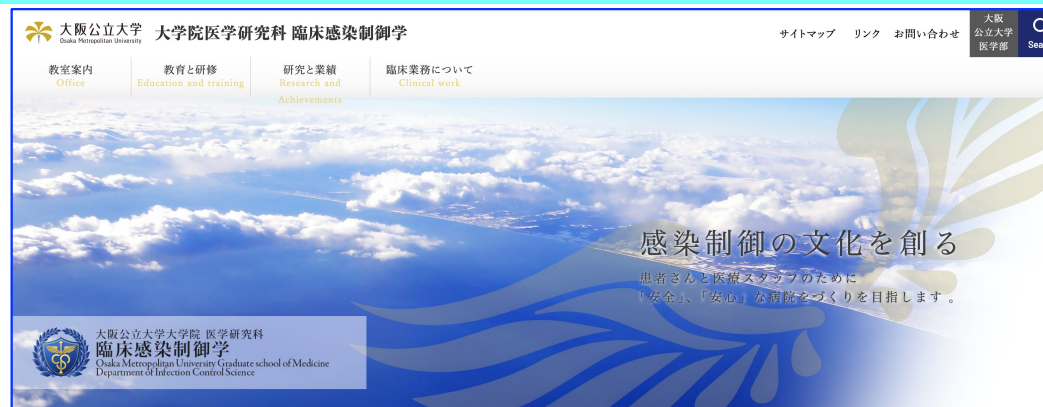 大阪公立大学
Osaka Metropolitan University
大学院医学研究科 臨床感染制御学
サイトマップ リンク お問い合わせ
大阪
公立大学
医学部
教室案内
Office
教育と研修
Education and training
研究と業績
Research and
Achievements
臨床業務について
Clinical work
感染制御の文化を創る
患者さんと医療スタッフのために
「安全」、「安心」な病院をづくりを目指します 。
大阪公立大学大学院 医学研究科
臨床感染制御学
Osaka Metropolitan University Graduate school of Medicine
Department of Infection Control Science